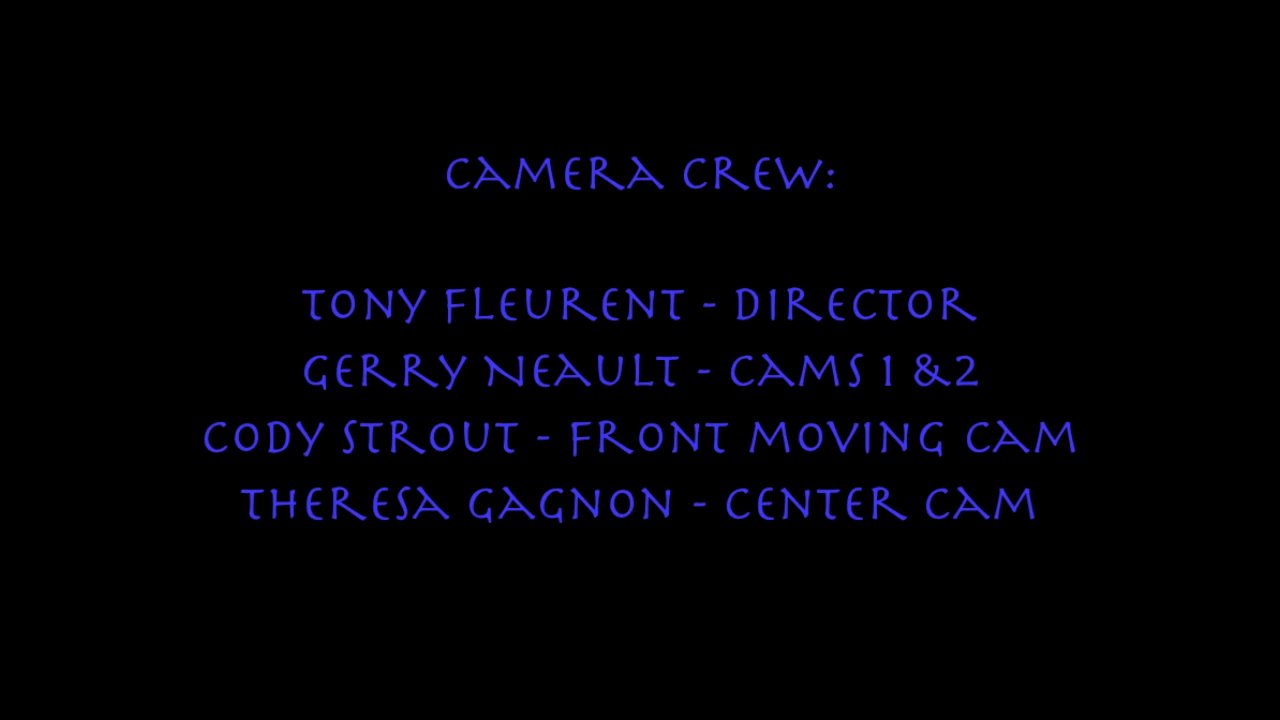 CAMERA CREW:
TONY FLEURENT - DIRECTOR
GERRY NEAULT - CAMS 1 &2
CODY STROUT - FRONT MOVING CAM
THERESA GAGNON - CENTER CAM